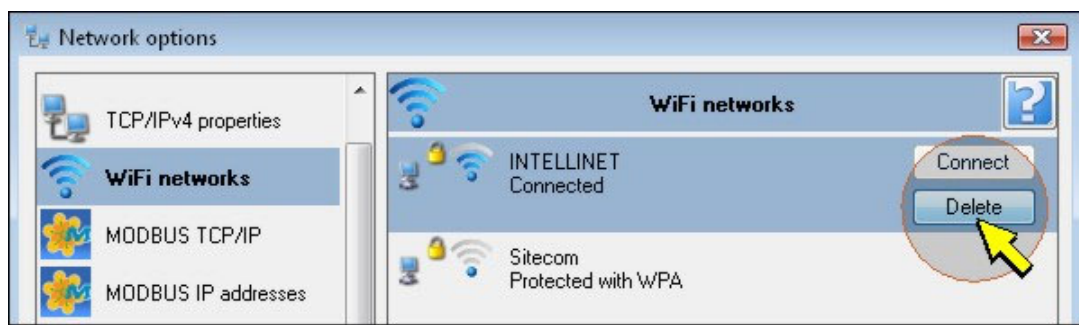 Network options
TCP/IPv4 properties
WiFi networks
MODBUS TCP/IP
MODBUS IP addresses
WiFi networks
INTELLINET
Connected
Connect
Delete
Sitecom
Protected with WPA